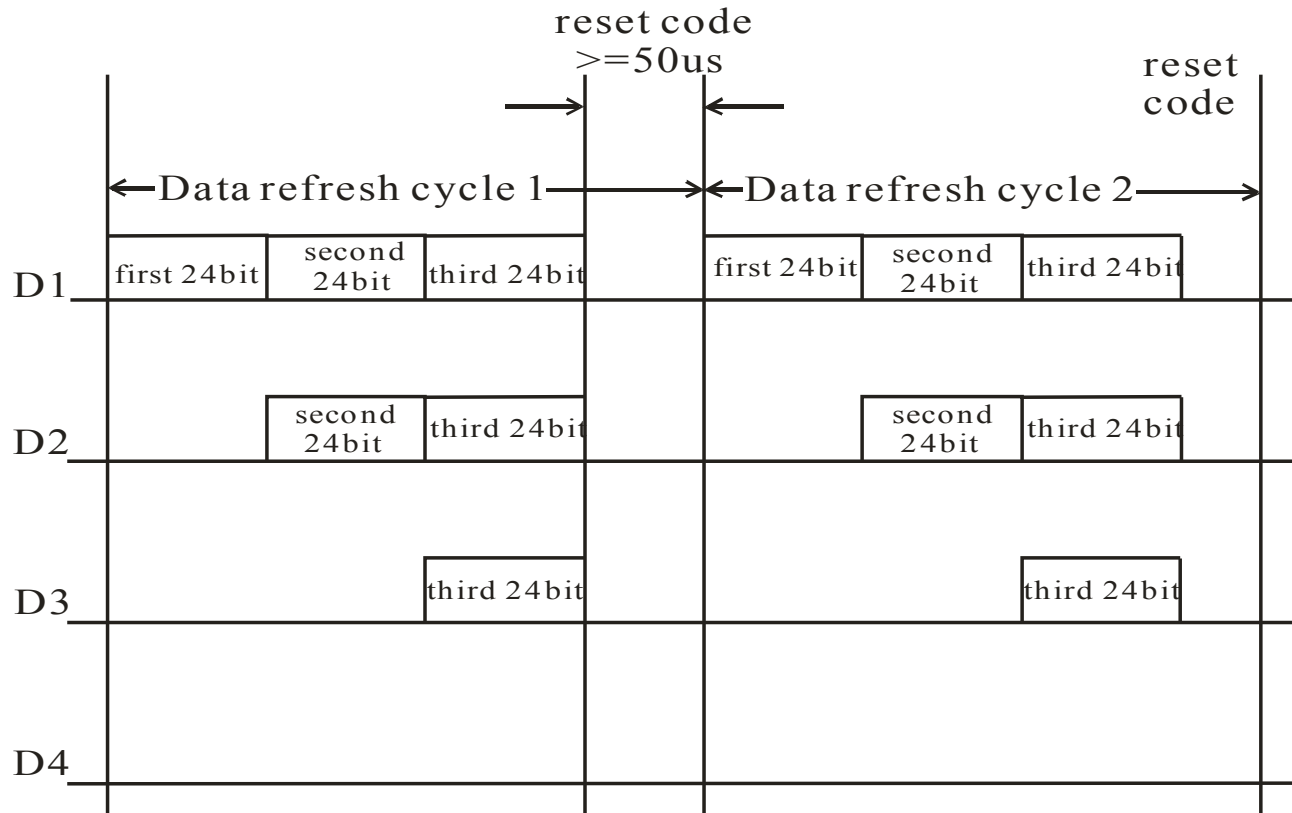 reset code
>=50us
reset
code
Data refresh cycle 1
Data refresh cycle 2
D1
first 24bit
second
24bit
third 24bit
first 24bit
second
24bit
third 24bit
D2
second
24bit
third 24bit
second
24bit
third 24bit
D3
third 24bit
third 24bit
D4